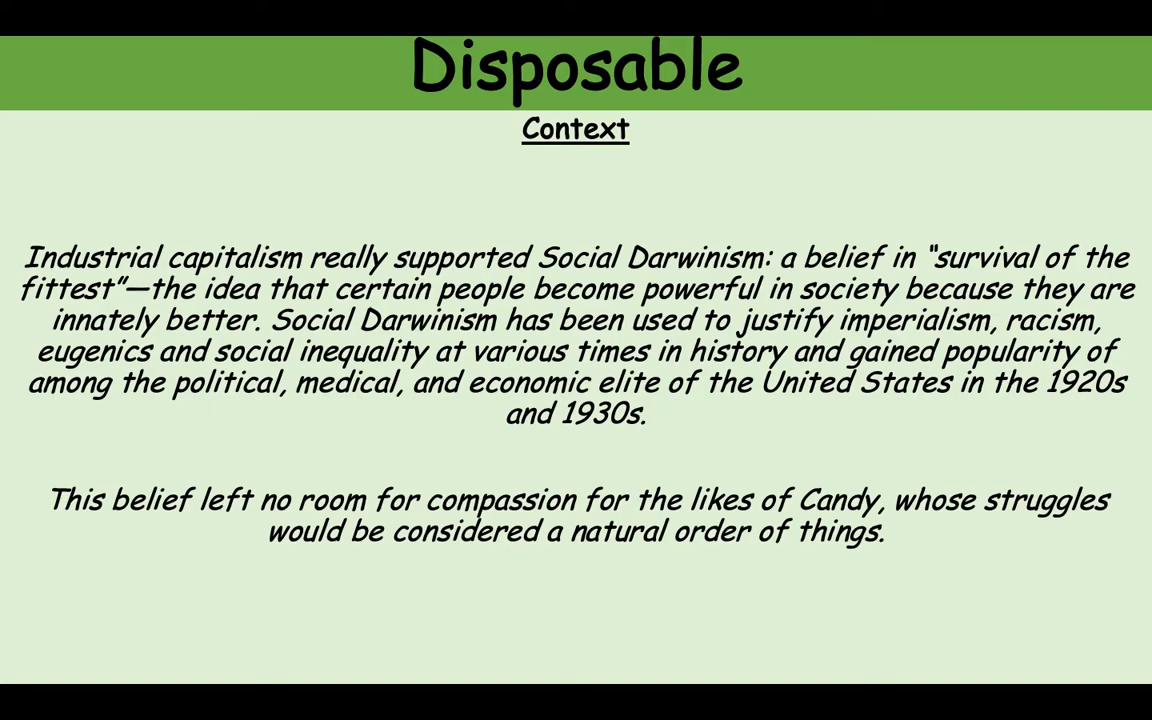 Disposable
Context
Industrial capitalism really supported Social Darwinism: a belief in “survival of the
fittest”—the idea that certain people become powerful in society because they are
innately better. Social Darwinism has been used to justify imperialism, racism,
eugenics and social inequality at various times in history and gained popularity of
among the political, medical, and economic elite of the United States in the 1920s
and 1930s.
This belief left no room for compassion for the likes of Candy, whose struggles
would be considered a natural order of things.